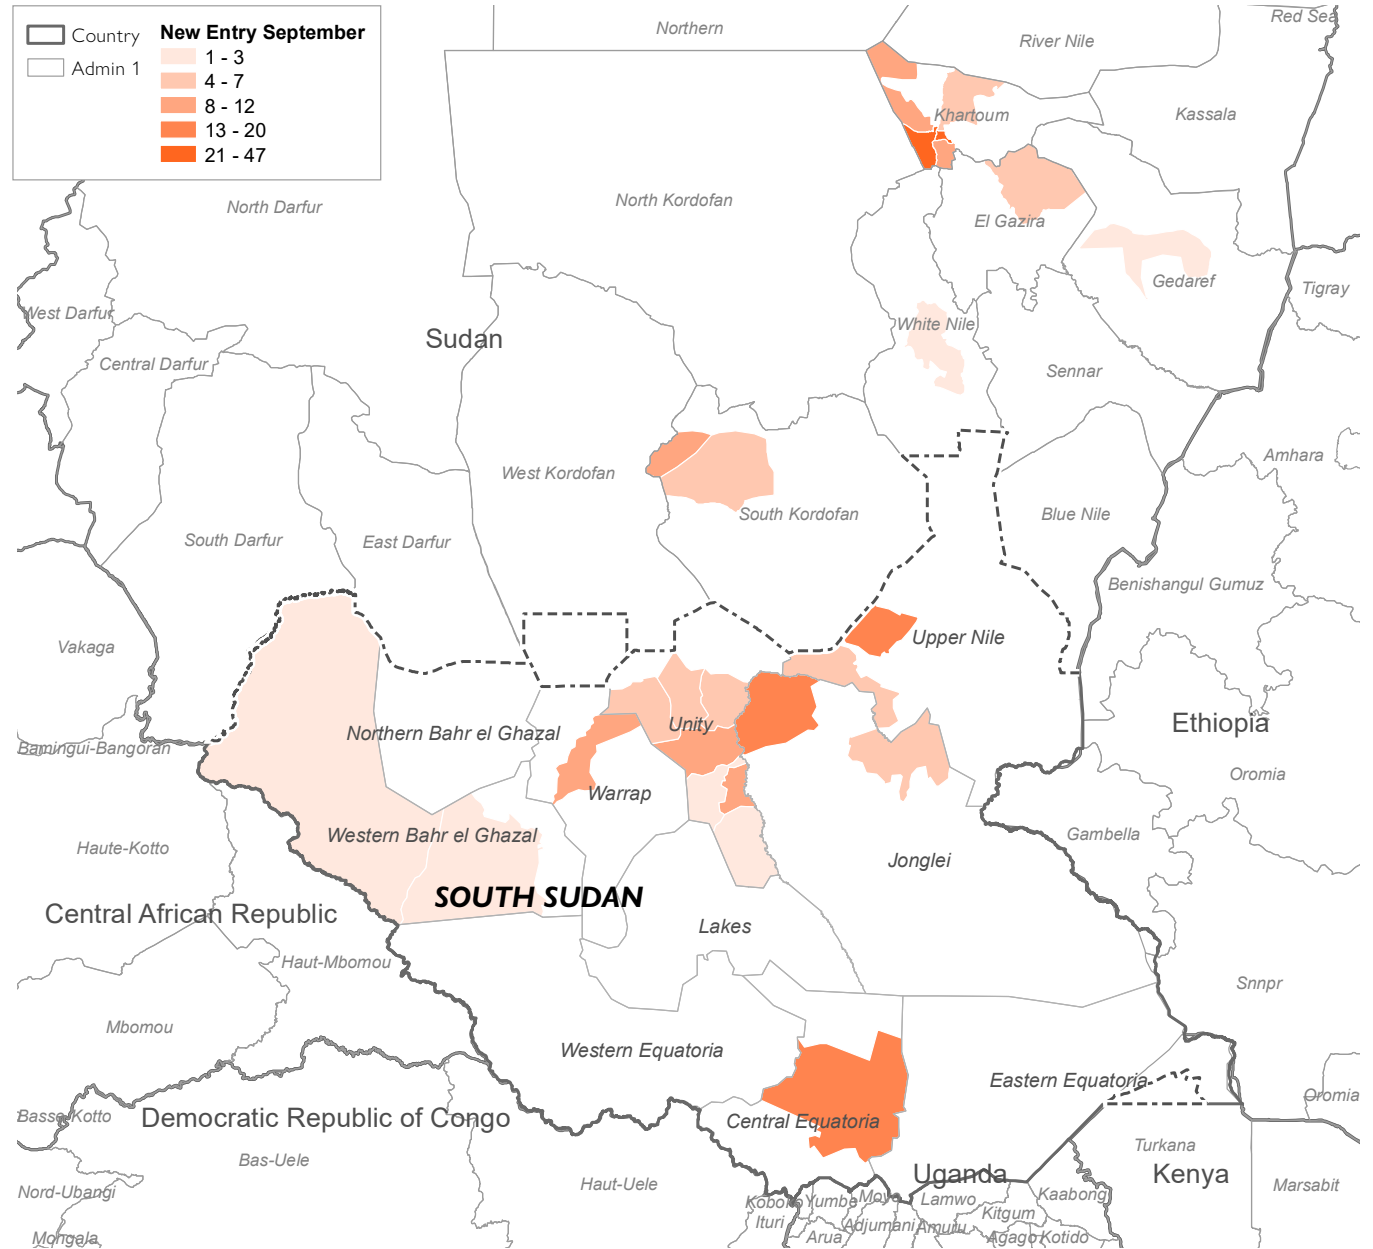 Country
Admin 1
New Entry September
1 - 3
4 - 7
8 - 12
13 - 20
21 - 47
Northern
River Nile
Red Sea
Khartoum
Kassala
North Darfur
North Kordofan
El Gazira
Gedaref
Tigray
West Darfur
White Nile
Sudan
Central Darfur
Sennar
West Kordofan
Amhara
South Kordofan
Blue Nile
South Darfur
East Darfur
Benishangul Gumuz
Vakaga
Upper Nile
Bamingui-Bangoran
Northern Bahr el Ghazal
Unity
Ethiopia
Oromia
Warrap
Western Bahr el Ghazal
Gambella
Haute-Kotto
Jonglei
SOUTH SUDAN
Central African Republic
Lakes
Haut-Mbomou
Snnpr
Mbomou
Western Equatoria
Eastern Equatoria
Oromia
Basse-Kotto
Democratic Republic of Congo
Central Equatoria
Turkana
Bas-Uele
Uganda
Kenya
Haut-Uele
Marsabit
Nord-Ubangi
Koboko
Yumbe
Moyo
Lamwo
Kaabong
Kitgum
Ituri
Adjumani
Amuru
Arua
Agago
Kotido
Mongala